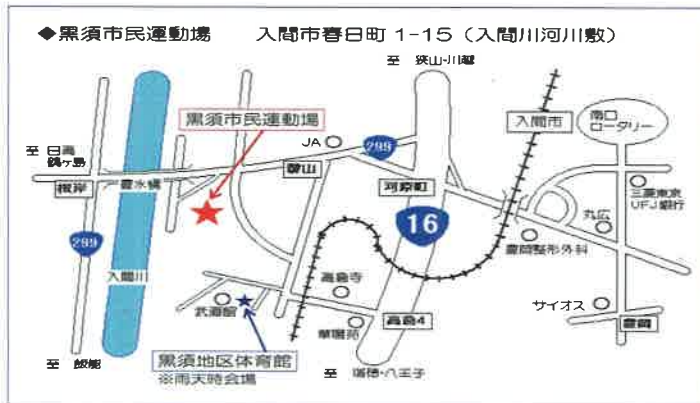 ◆黒須市民運動場　入間市春日町 1-15（入間川河川敷）
至 狭山・川越
黒須市民運動場
入間市
南口
ロータリー
JA
299
至 日高
鶴ヶ島
根岸
豊水橋
河原町
三菱東京
UFJ銀行
丸広
16
299
豊岡整形外科
入間川
高倉寺
サイオス
武道館
華陽苑
高倉4
豊岡
黒須地区体育館
※雨天時会場
至 飯能
至 瑞穂・八王子